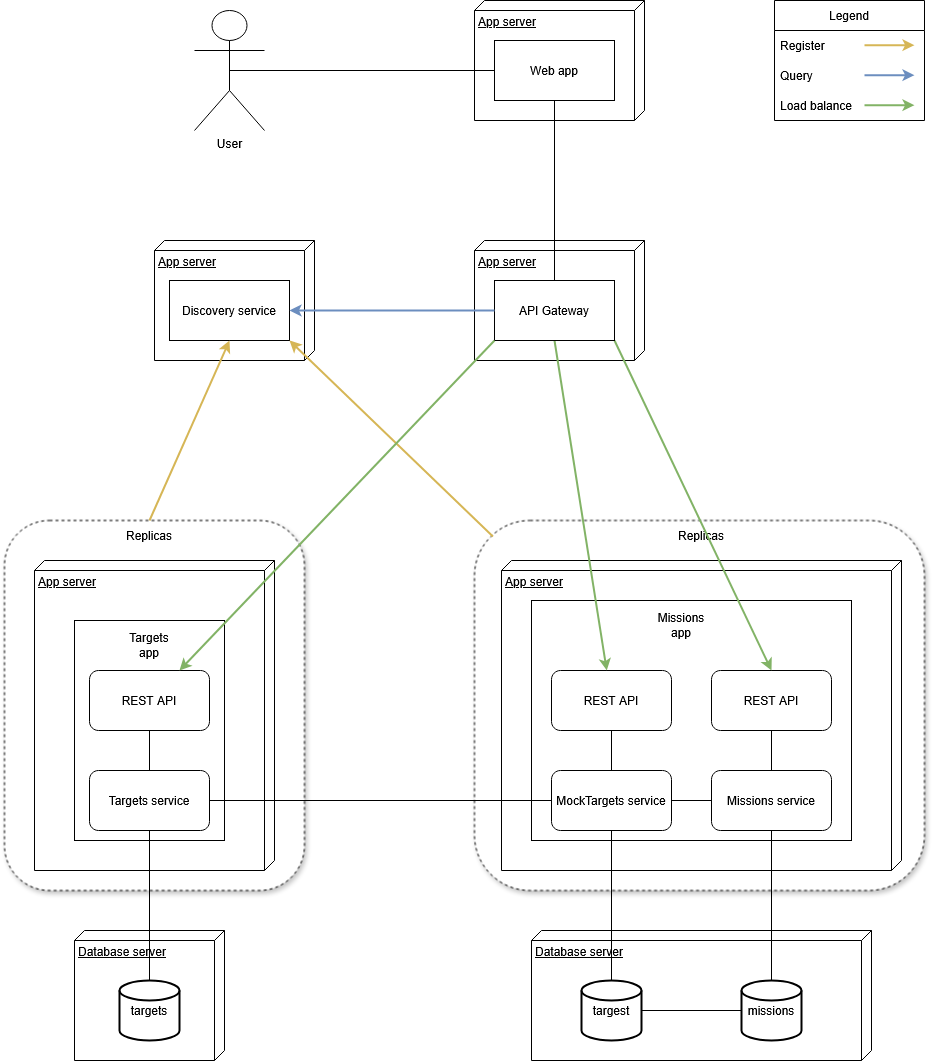 App server
Web app
User
Legend
Register
Query
Load balance
App server
Discovery service
App server
API Gateway
Replicas
App server
Targets
app
REST API
Targets service
Replicas
App server
Missions
app
REST API
REST API
MockTargets service
Missions service
Database server
targets
Database server
targest
missions